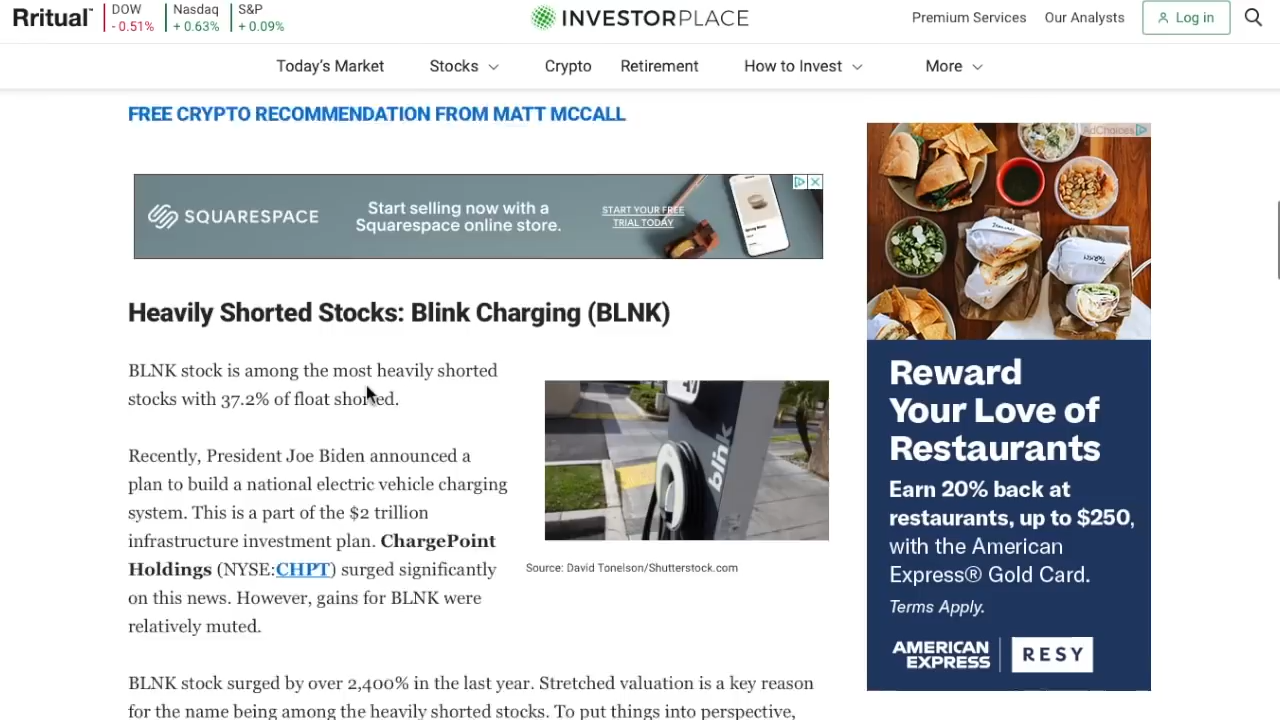 Rritual™
DOW
- 0.51%
Nasdaq
+ 0.63%
S&P
+ 0.09%
INVESTORPLACE
Premium Services
Our Analysts
Log in
Today's Market
Stocks
Crypto
Retirement
How to Invest
More
FREE CRYPTO RECOMMENDATION FROM MATT MCCALL
SQUARESPACE
Start selling now with a
Squarespace online store.
START YOUR FREE
TRIAL TODAY
Heavily Shorted Stocks: Blink Charging (BLNK)
BLNK stock is among the most heavily shorted
stocks with 37.2% of float shorted.
Recently, President Joe Biden announced a
plan to build a national electric vehicle charging
system. This is a part of the $2 trillion
infrastructure investment plan. ChargePoint
Holdings (NYSE:CHPT) surged significantly
on this news. However, gains for BLNK were
relatively muted.
blink
Source: David Tonelson/Shutterstock.com
BLNK stock surged by over 2,400% in the last year. Stretched valuation is a key reason
for the name being among the heavily shorted stocks. To put things into perspective,
AdChoices
Reward
Your Love of
Restaurants
Earn 20% back at
restaurants, up to $250,
with the American
Express® Gold Card.
Terms Apply.
AMERICAN
EXPRESS
RESY